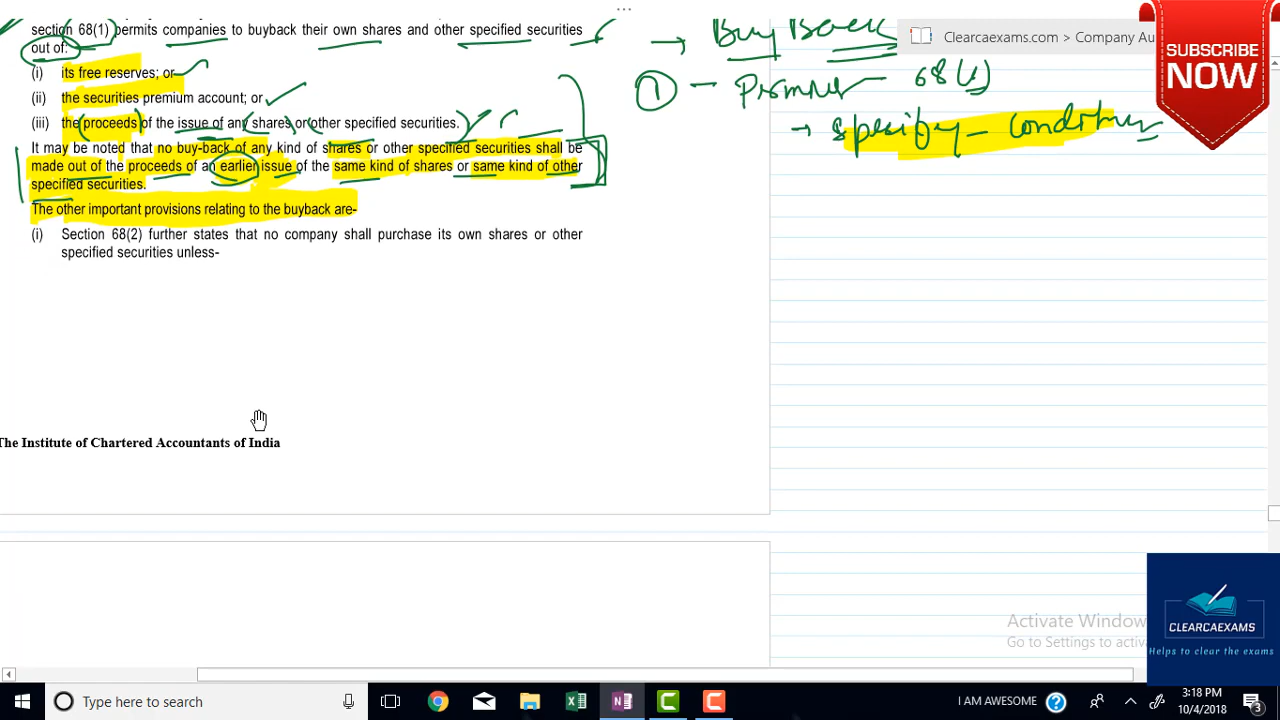 section 68(1) permits companies to buyback their own shares and other specified securities
out of:
(i) its free reserves; or
(ii) the securities premium account; or
(iii) the proceeds of the issue of any shares or other specified securities.
It may be noted that no buy-back of any kind of shares or other specified securities shall be
made out of the proceeds of an earlier issue of the same kind of shares or same kind of other
specified securities.
The other important provisions relating to the buyback are-
(i) Section 68(2) further states that no company shall purchase its own shares or other
specified securities unless-
The Institute of Chartered Accountants of India
→ Buy Back
① - 68(1)
→ specify - conditions
Clearcaexams.com > Company Au
SUBSCRIBE
NOW
Activate Window
Go to Settings to activ
CLEARCAEXAMS
Helps to clear the exams
Type here to search
I AM AWESOME
3:18 PM
10/4/2018
3